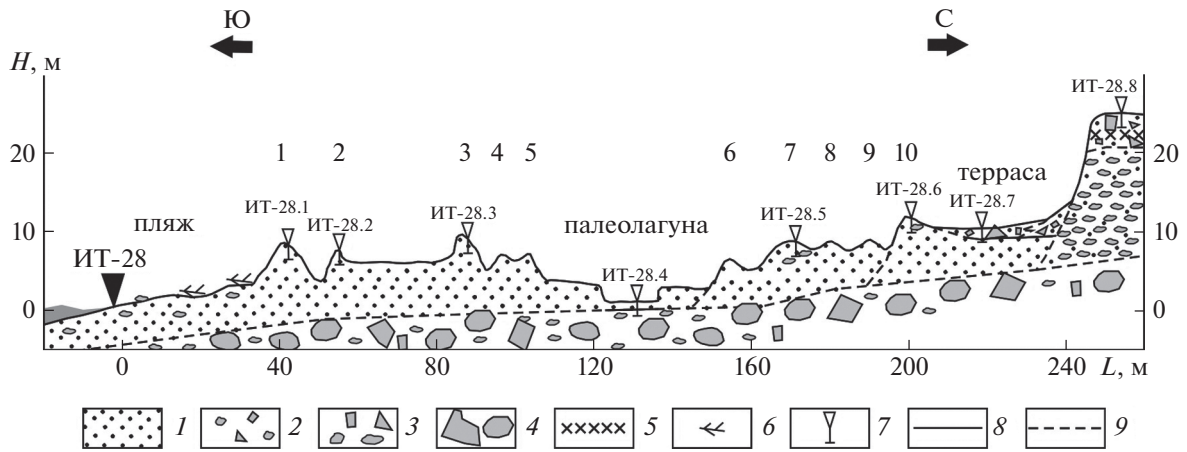 Ю С
H, м
ИТ-28.8
20 1 2 3 4 5 6 7 8 9 10 20
терраса
ИТ-28.6
ИТ-28.1 ИТ-28.3 ИТ-28.7
пляж ИТ-28.2 палеолагуна ИТ-28.5
10 10
ИТ-28
ИТ-28.4
0 0
0 40 80 120 160 200 240 L, м
1 2 3 4 5 6 7 8 9